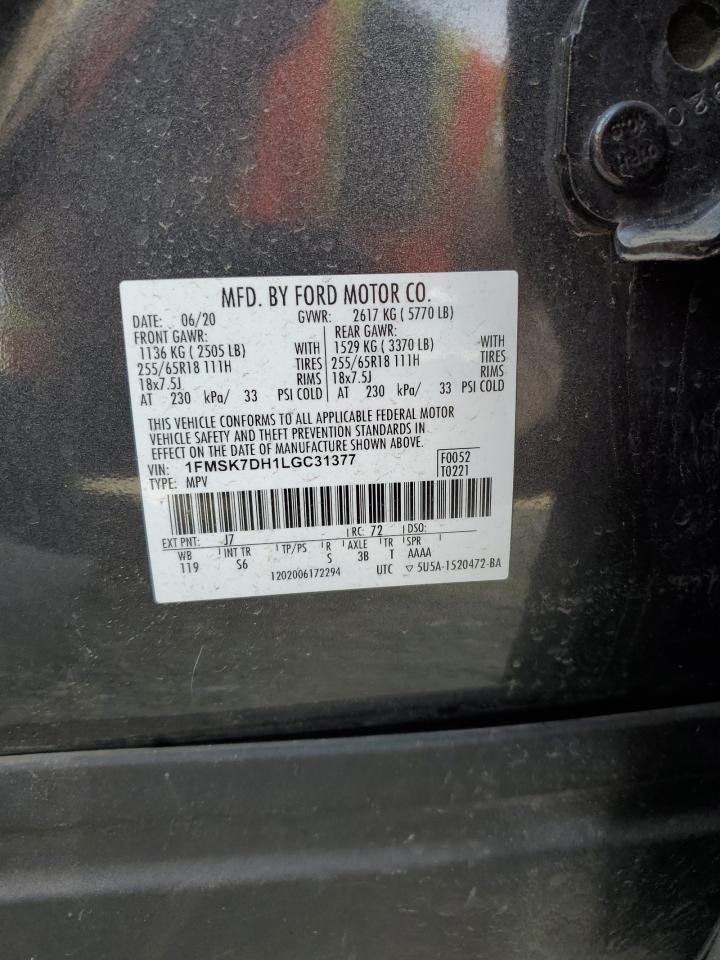 MFD. BY FORD MOTOR CO.
DATE: 06/20 GVWR: 2617 KG ( 5770 LB)
FRONT GAWR: REAR GAWR:
1136 KG ( 2505 LB) WITH 1529 KG ( 3370 LB) WITH
255/65R18 111H TIRES 255/65R18 111H TIRES
18x7.5J RIMS 18x7.5J RIMS
AT 230 kPa/ 33 PSI COLD AT 230 kPa/ 33 PSI COLD
THIS VEHICLE CONFORMS TO ALL APPLICABLE FEDERAL MOTOR
VEHICLE SAFETY AND THEFT PREVENTION STANDARDS IN
EFFECT ON THE DATE OF MANUFACTURE SHOWN ABOVE.
VIN: 1FMSK7DH1LGC31377 F0052
TYPE: MPV T0221
EXT PNT: J7 RC: 72 DSO:
WB INT TR TP/PS R AXLE TR SPR
119 S6 S 3B T AAAA
1202006172294 UTC ▽ 5U5A-1520472-BA